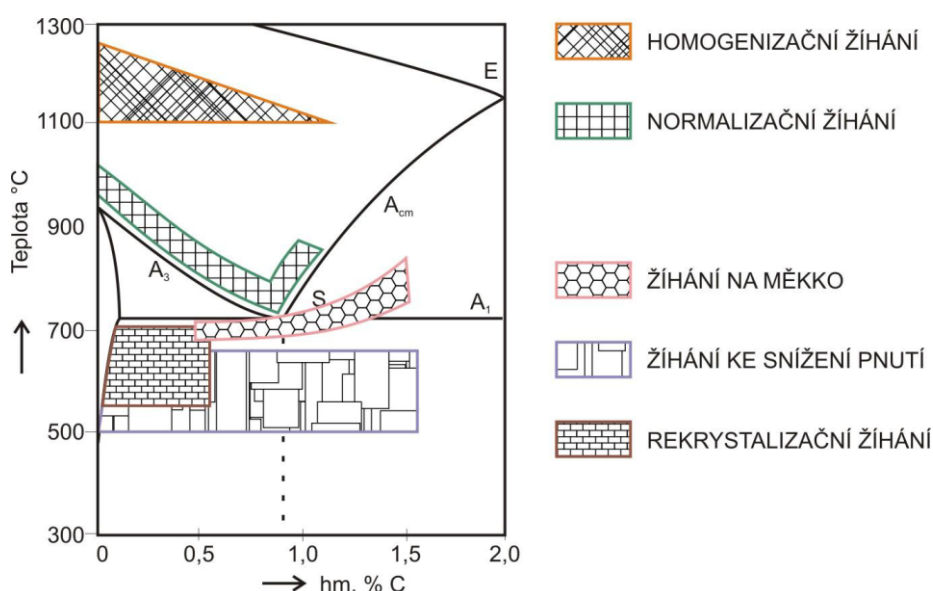 1300
1100
900
700
500
300
Teplota °C
0
0,5
1,0
1,5
2,0
hm. % C
E
A₃
Acm
S
A₁
HOMOGENIZAČNÍ ŽÍHÁNÍ
NORMALIZAČNÍ ŽÍHÁNÍ
ŽÍHÁNÍ NA MĚKKO
ŽÍHÁNÍ KE SNÍŽENÍ PNUTÍ
REKRYSTALIZAČNÍ ŽÍHÁNÍ